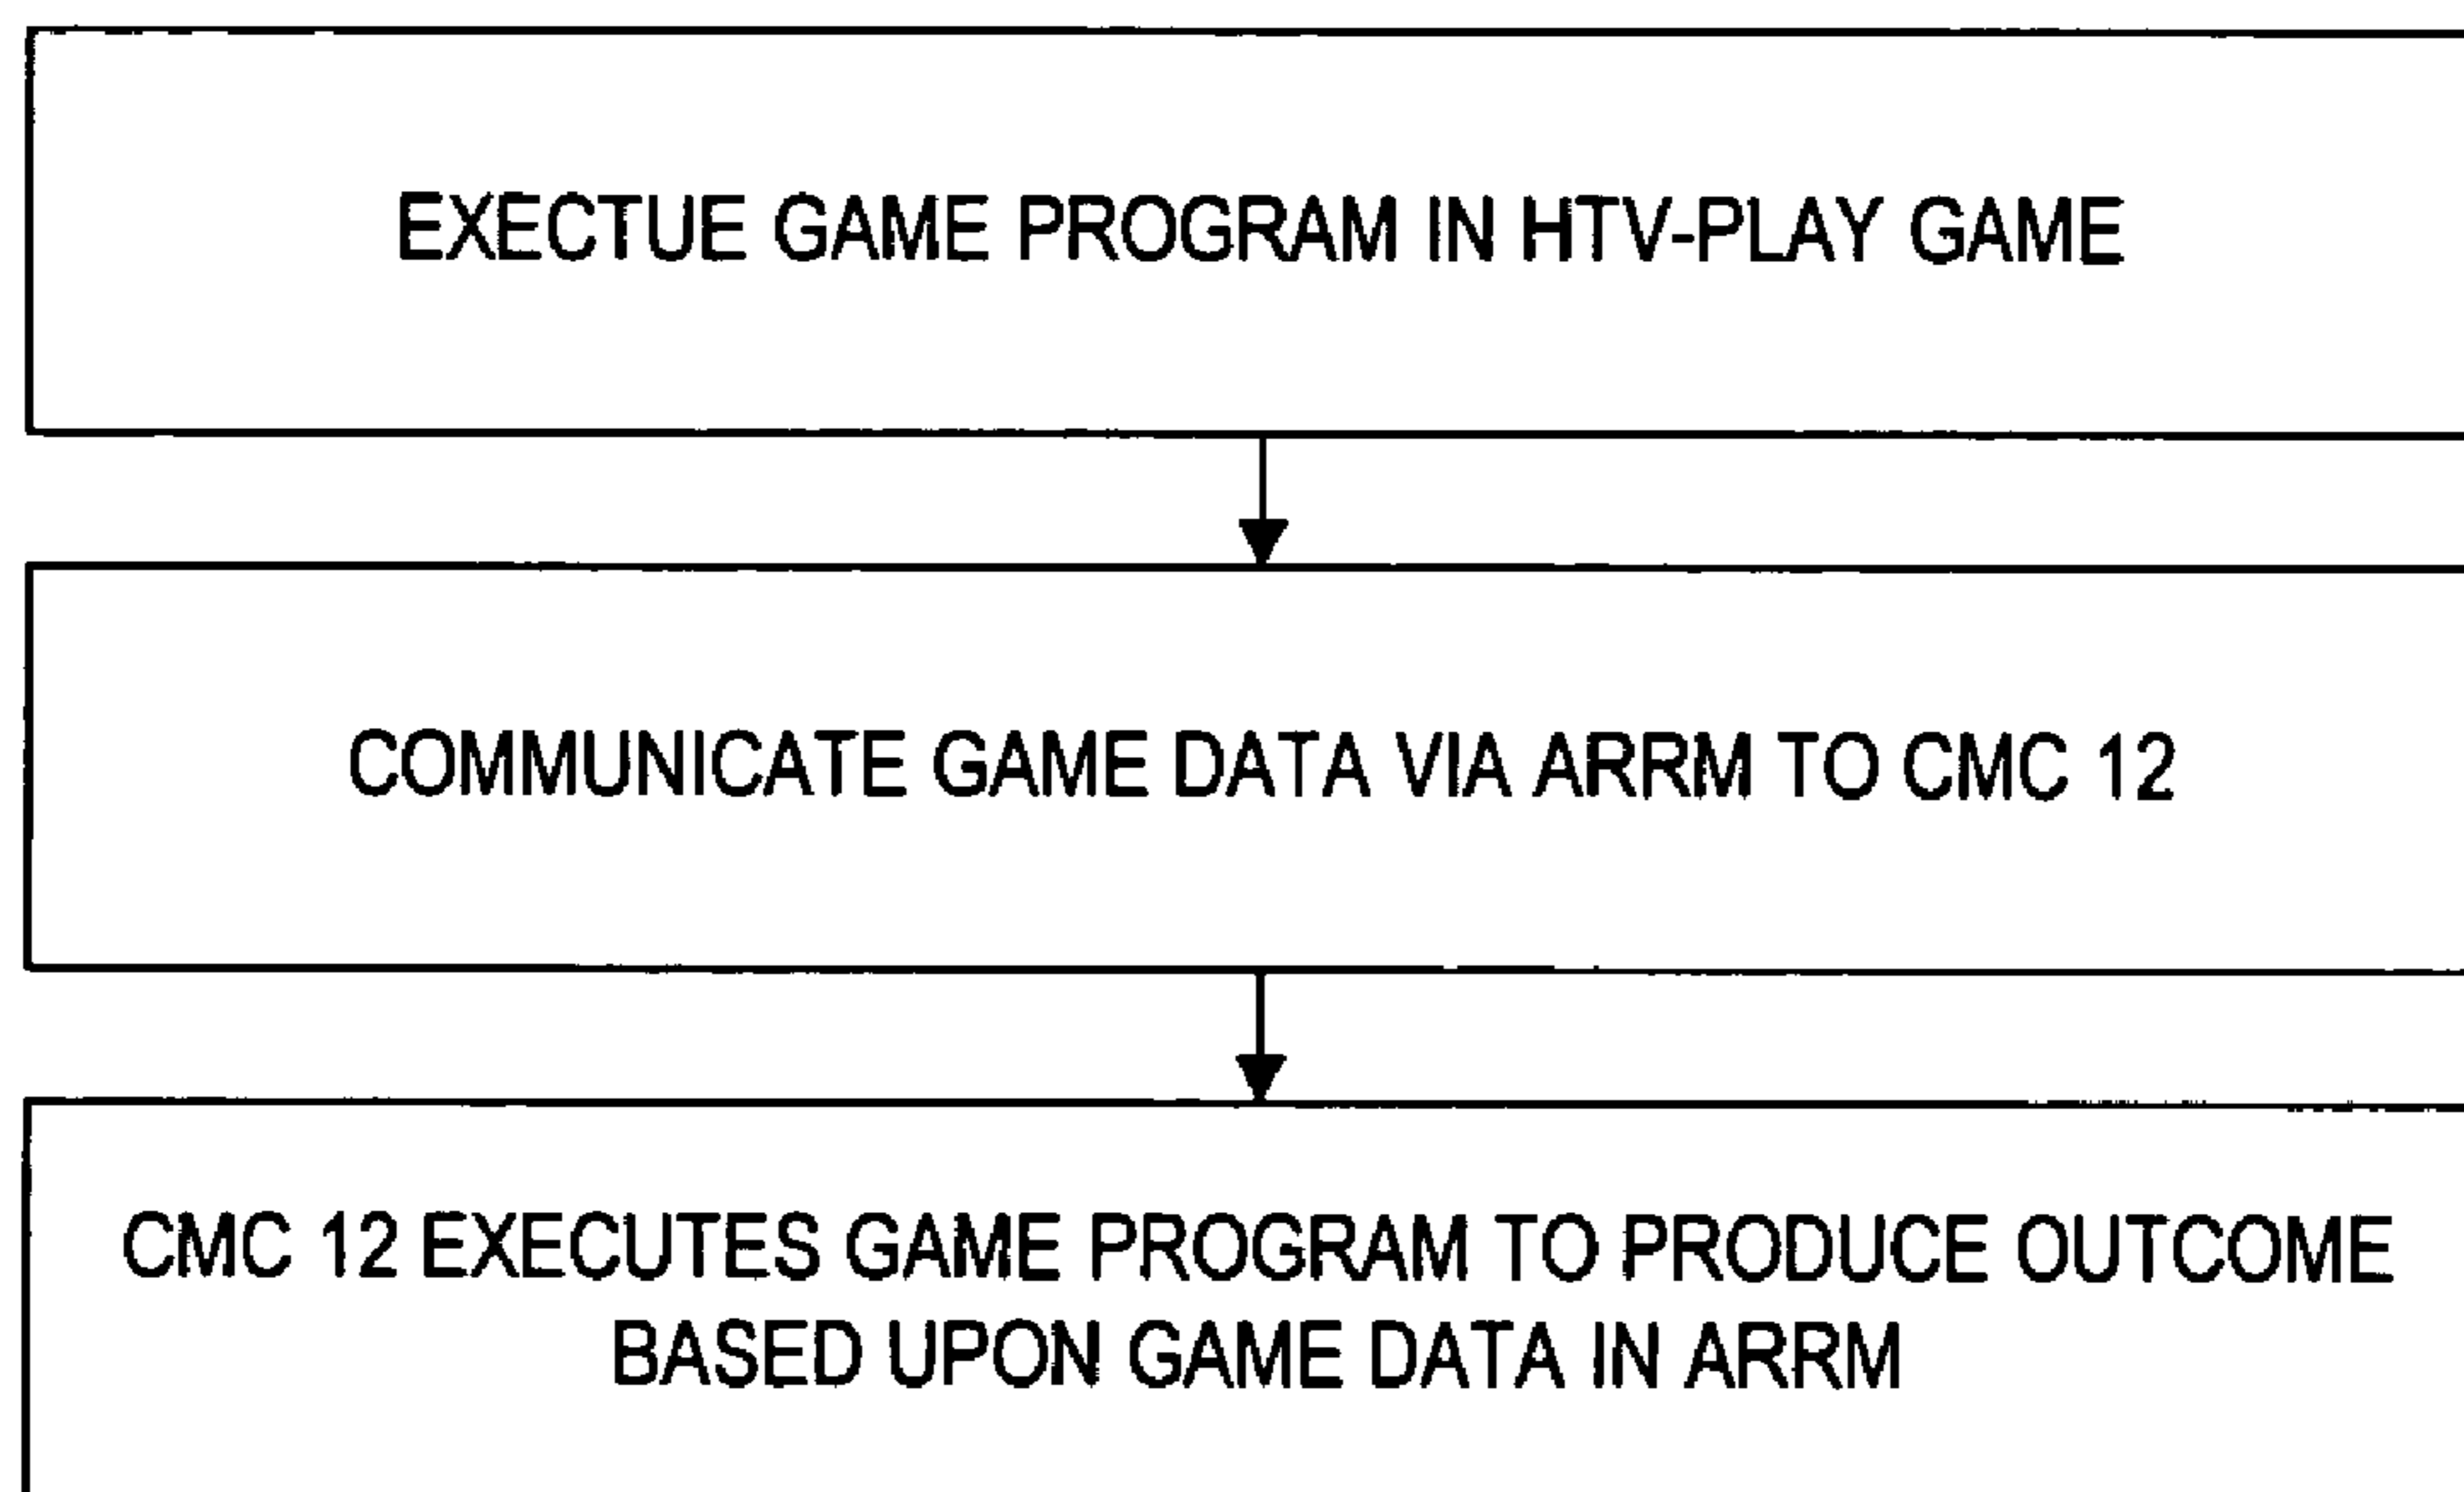 EXECTUE GAME PROGRAM IN HTV-PLAY GAME
COMMUNICATE GAME DATA VIA ARRM TO CMC 12
CMC 12 EXECUTES GAME PROGRAM TO PRODUCE OUTCOME
BASED UPON GAME DATA IN ARRM